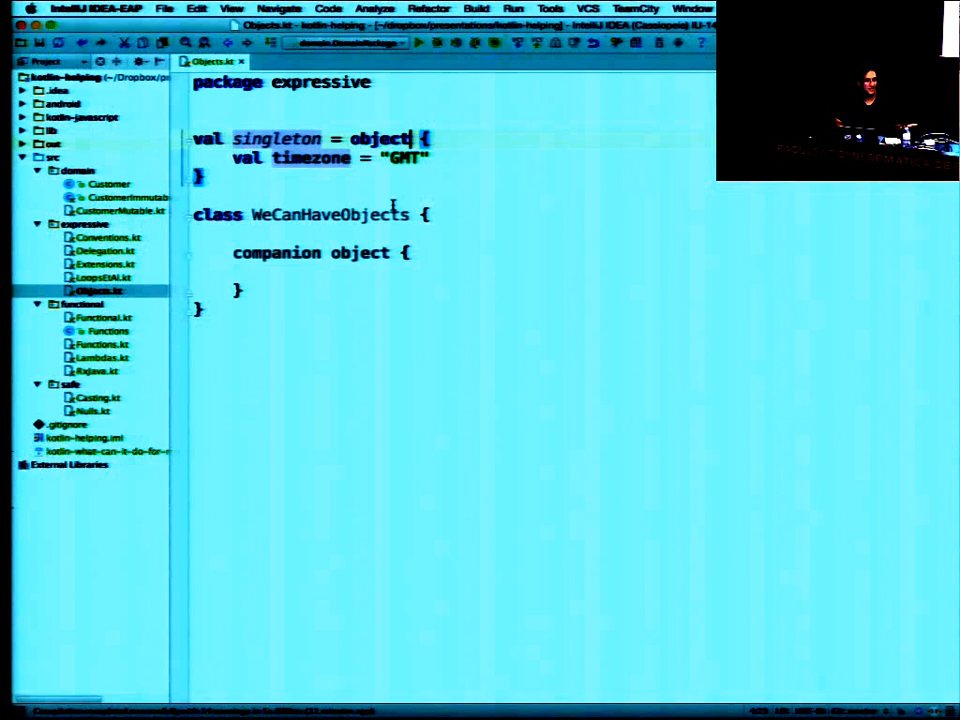 IntelliJ IDEA-EAP File Edit View Navigate Code Analyze Refactor Build Run Tools VCS TeamCity Window
Objects.kt - kotlin-helping - [~/dropbox/presentations/kotlin-helping] - IntelliJ IDEA (Cassiopeia) IU-14
domain.DomainPackage
Project
Objects.kt
kotlin-helping (~/Dropbox/pr
.idea
android
kotlin-javascript
lib
out
src
domain
Customer
CustomerImmutab
CustomerMutable.kt
expressive
Conventions.kt
Delegation.kt
Extensions.kt
LoopsEtAl.kt
Objects.kt
functional
Functional.kt
Functions
Functions.kt
Lambdas.kt
RxJava.kt
safe
Casting.kt
Nulls.kt
.gitignore
kotlin-helping.iml
kotlin-what-can-it-do-for-
External Libraries
package expressive
val singleton = object {
val timezone = "GMT"
}
class WeCanHaveObjects {
companion object {
}
}